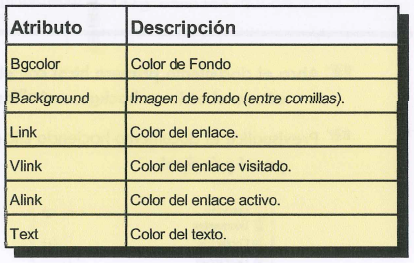 Atributo Descripción
Bgcolor Color de Fondo
Background Imagen de fondo (entre comillas).
Link Color del enlace.
Vlink Color del enlace visitado.
Alink Color del enlace activo.
Text Color del texto.